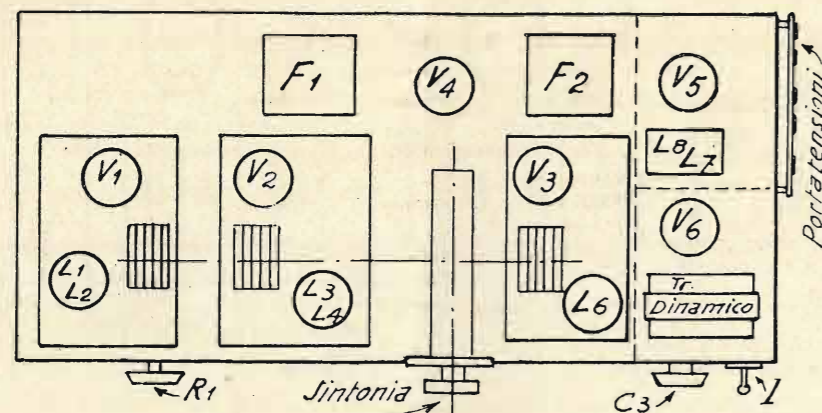 F1
V4
F2
V5
Portatensioni
L8
L7
V1
V2
V3
V6
L1
L2
L3
L4
L6
Tr.
Dinamico
R1
Sintonia
C3
I